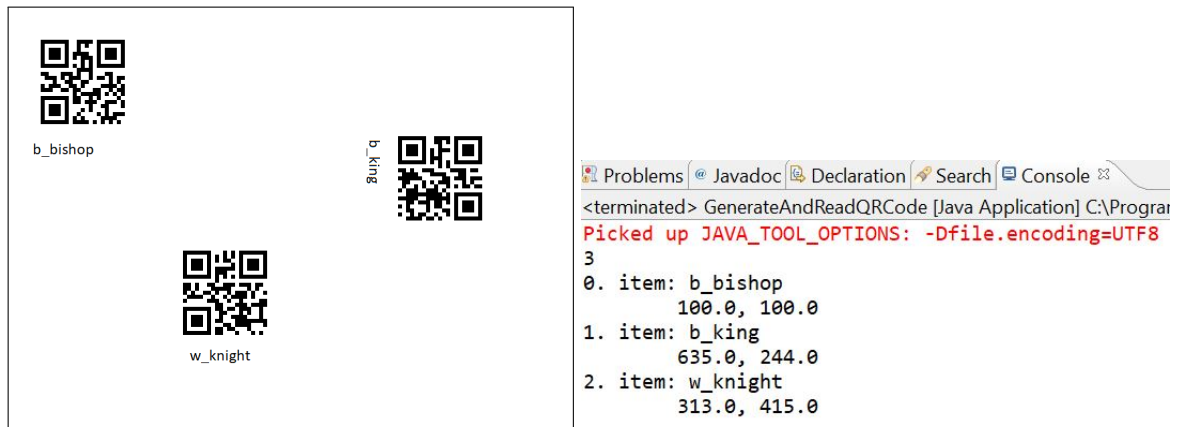 b_bishop
b_king
w_knight
Problems @ Javadoc Declaration Search Console
<terminated> GenerateAndReadQRCode [Java Application] C:\Progran
Picked up JAVA_TOOL_OPTIONS: -Dfile.encoding=UTF8
3
0. item: b_bishop
100.0, 100.0
1. item: b_king
635.0, 244.0
2. item: w_knight
313.0, 415.0